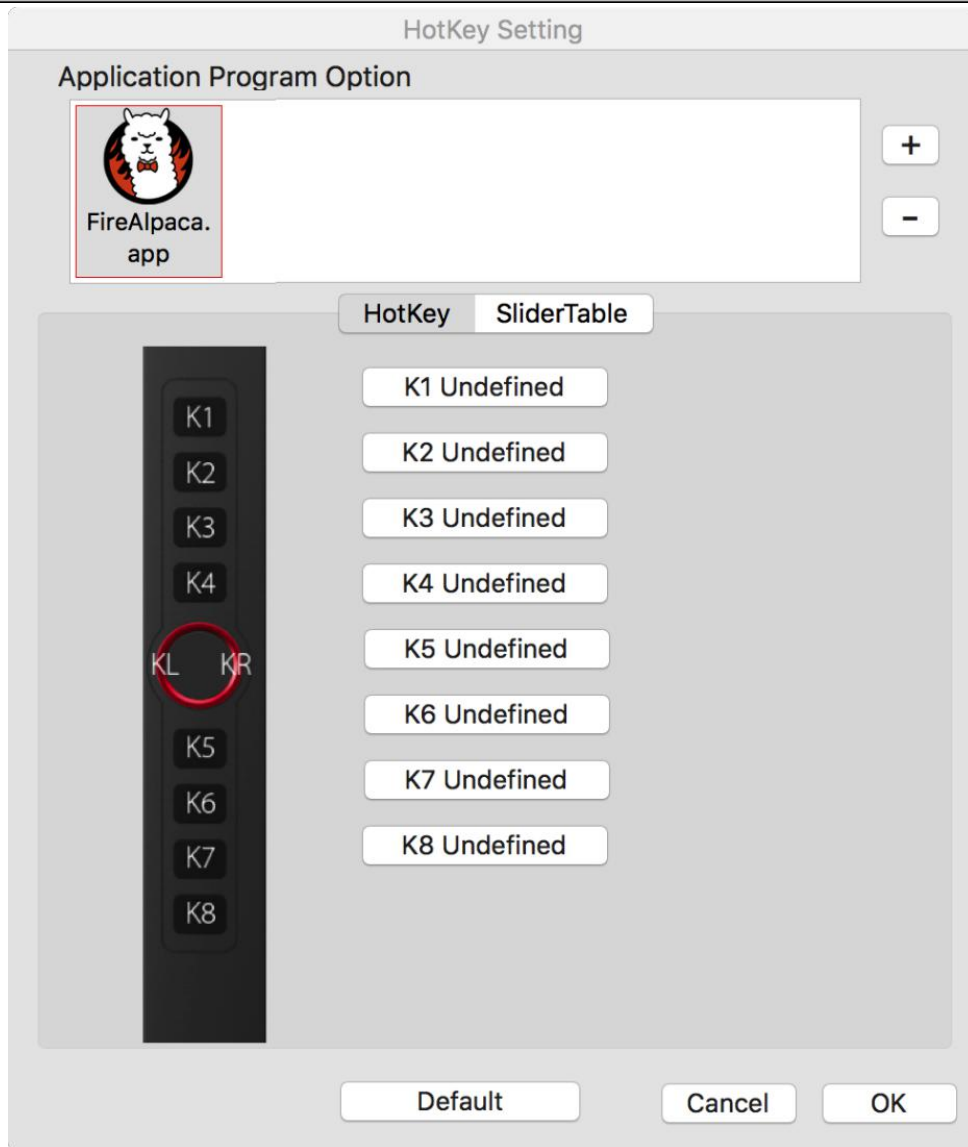 HotKey Setting
Application Program Option
FireAlpaca.
app
+
-
HotKey SliderTable
K1
K2
K3
K4
KL KR
K5
K6
K7
K8
K1 Undefined
K2 Undefined
K3 Undefined
K4 Undefined
K5 Undefined
K6 Undefined
K7 Undefined
K8 Undefined
Default Cancel OK